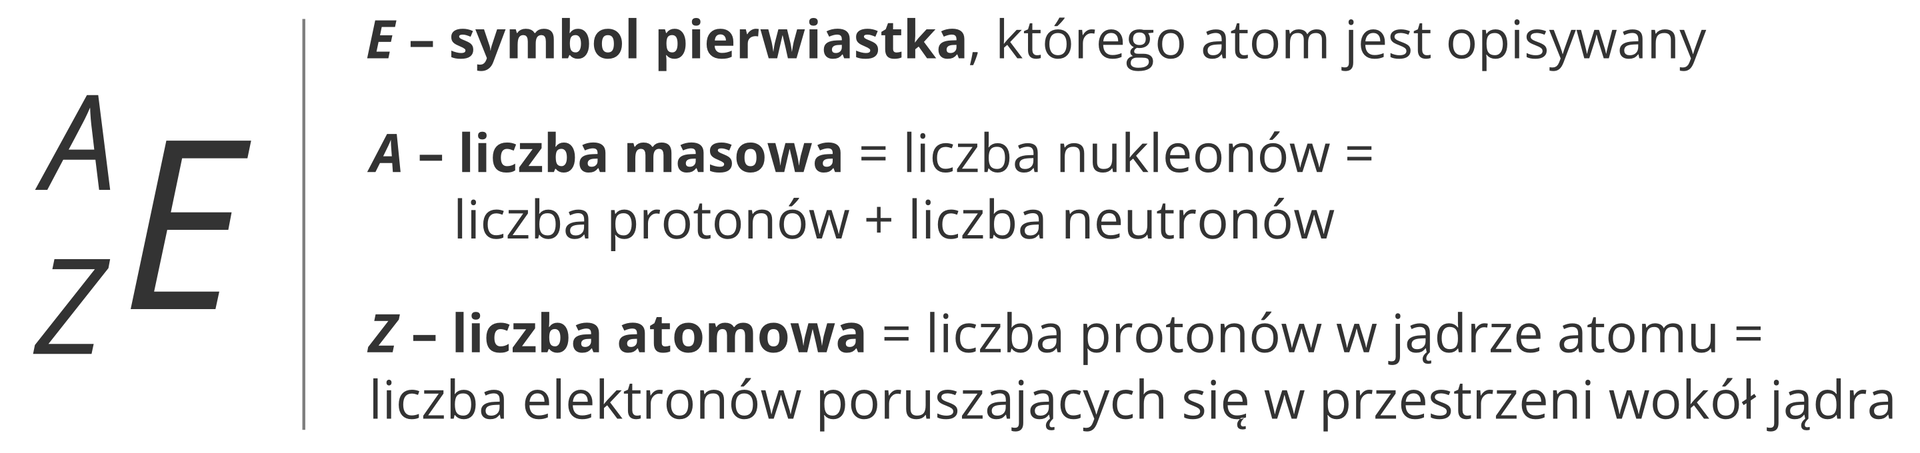 A
Z
E
E – symbol pierwiastka, którego atom jest opisywany
A – liczba masowa = liczba nukleonów =
liczba protonów + liczba neutronów
Z – liczba atomowa = liczba protonów w jądrze atomu =
liczba elektronów poruszających się w przestrzeni wokół jądra